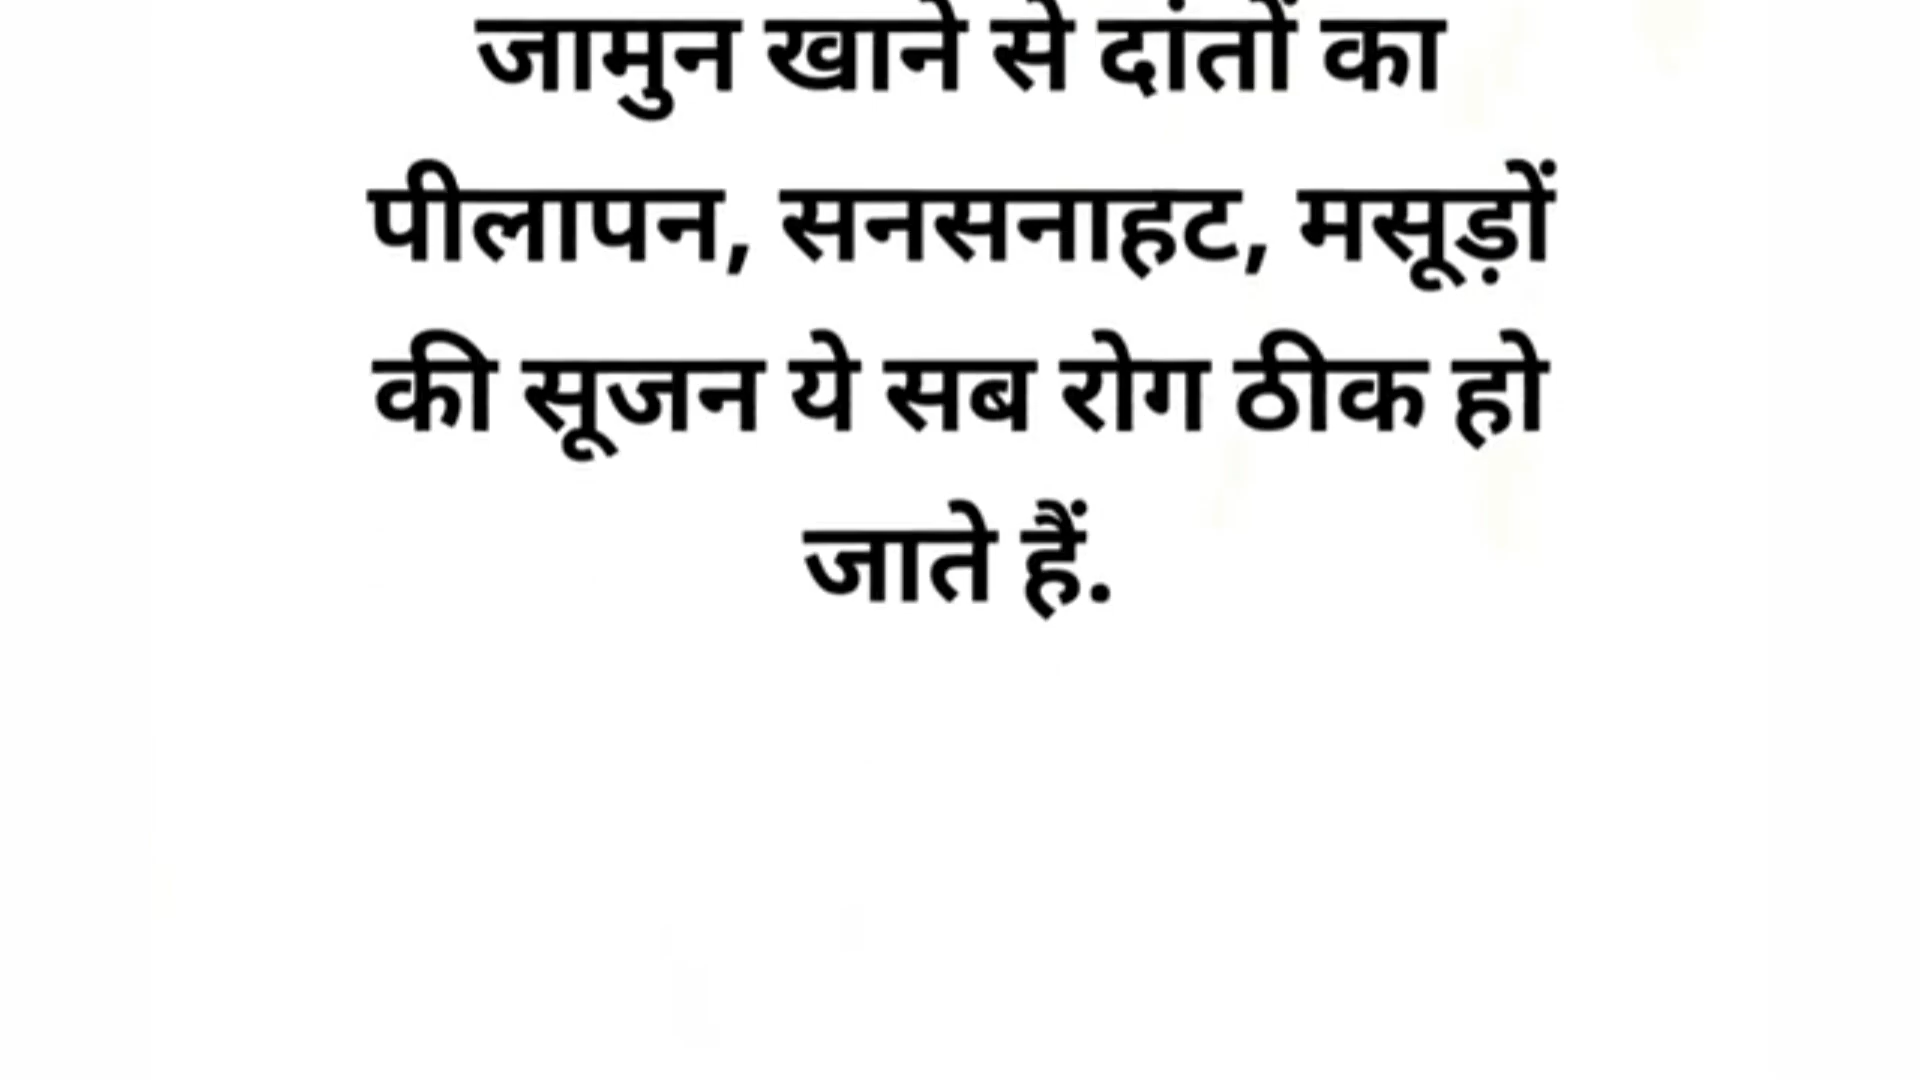 जामुन खाने से दांतों का
पीलापन, सनसनाहट, मसूड़ों
की सूजन ये सब रोग ठीक हो
जाते हैं.